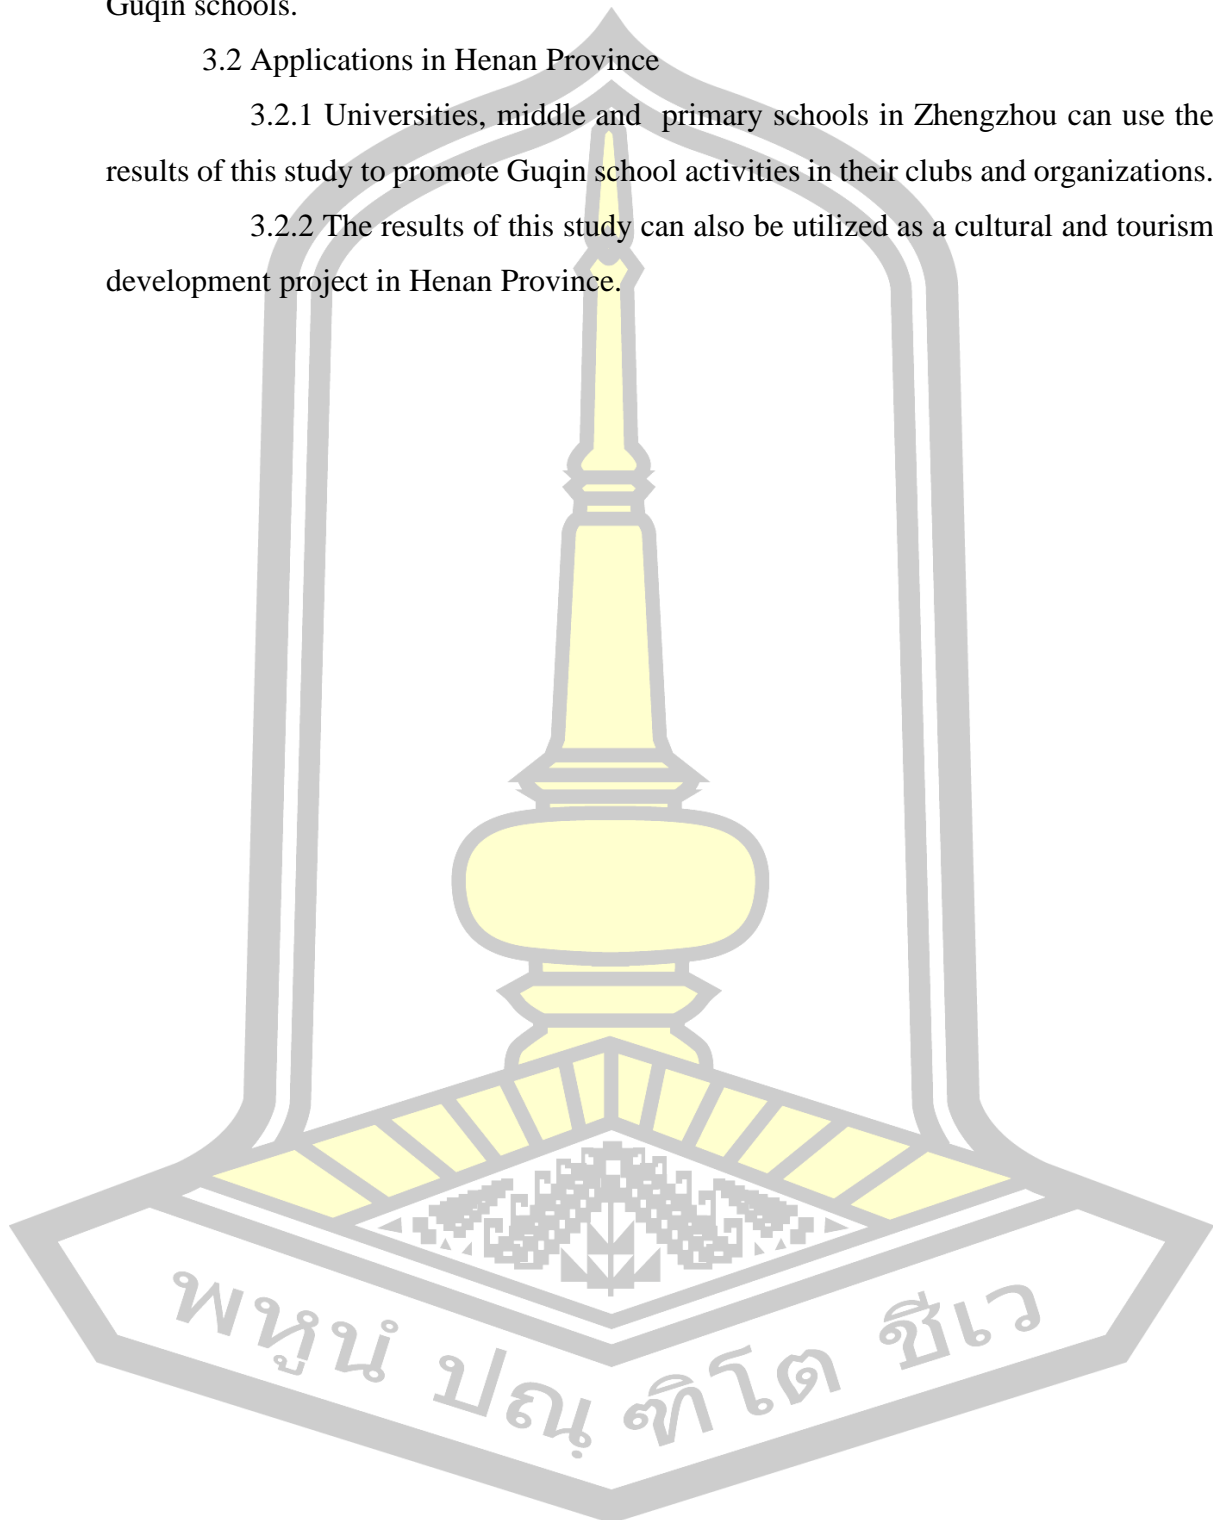 Guqin schools.
3.2 Applications in Henan Province
3.2.1 Universities, middle and primary schools in Zhengzhou can use the
results of this study to promote Guqin school activities in their clubs and organizations.
3.2.2 The results of this study can also be utilized as a cultural and tourism
development project in Henan Province.
พหูนํ ปณฺฑิโต ชีเว